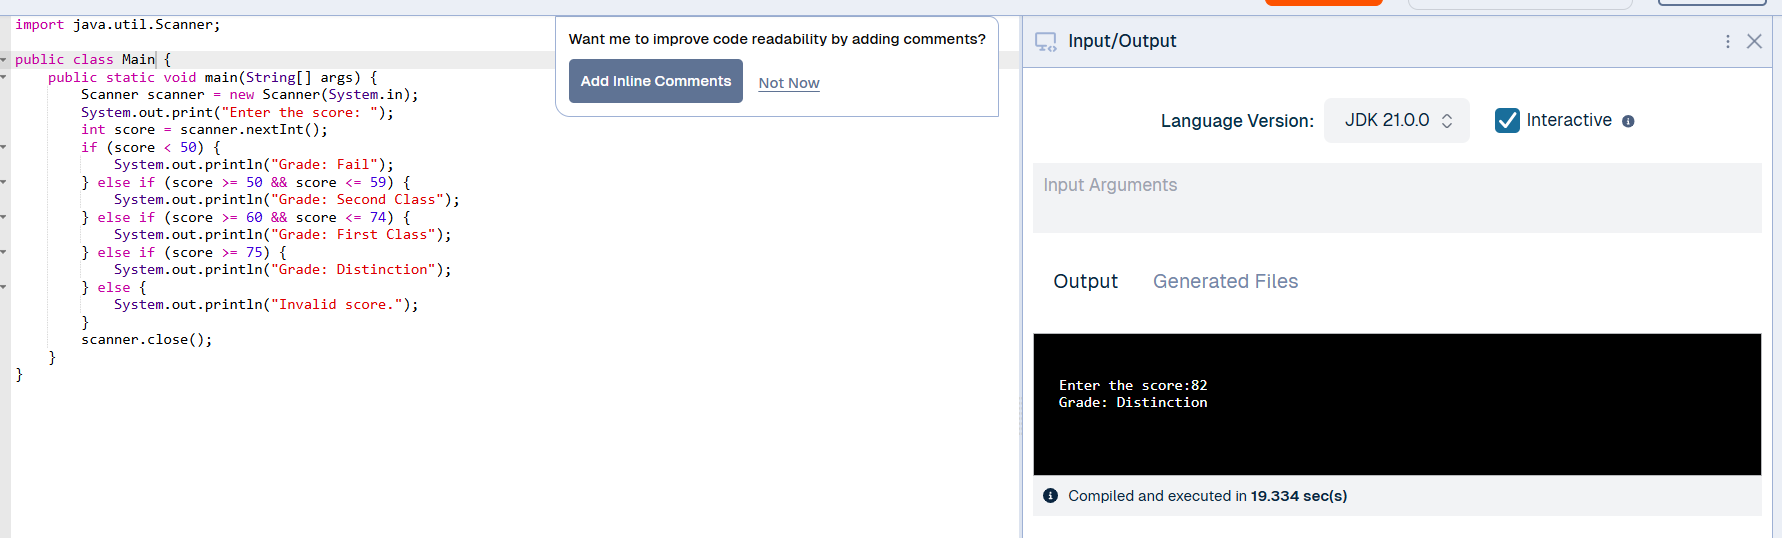 import java.util.Scanner;
public class Main {
    public static void main(String[] args) {
        Scanner scanner = new Scanner(System.in);
        System.out.print("Enter the score: ");
        int score = scanner.nextInt();
        if (score < 50) {
            System.out.println("Grade: Fail");
        } else if (score >= 50 && score <= 59) {
            System.out.println("Grade: Second Class");
        } else if (score >= 60 && score <= 74) {
            System.out.println("Grade: First Class");
        } else if (score >= 75) {
            System.out.println("Grade: Distinction");
        } else {
            System.out.println("Invalid score.");
        }
        scanner.close();
    }
}
Want me to improve code readability by adding comments?
Add Inline Comments Not Now
Input/Output
Language Version: JDK 21.0.0 Interactive
Input Arguments
Output Generated Files
Enter the score:82
Grade: Distinction
Compiled and executed in 19.334 sec(s)